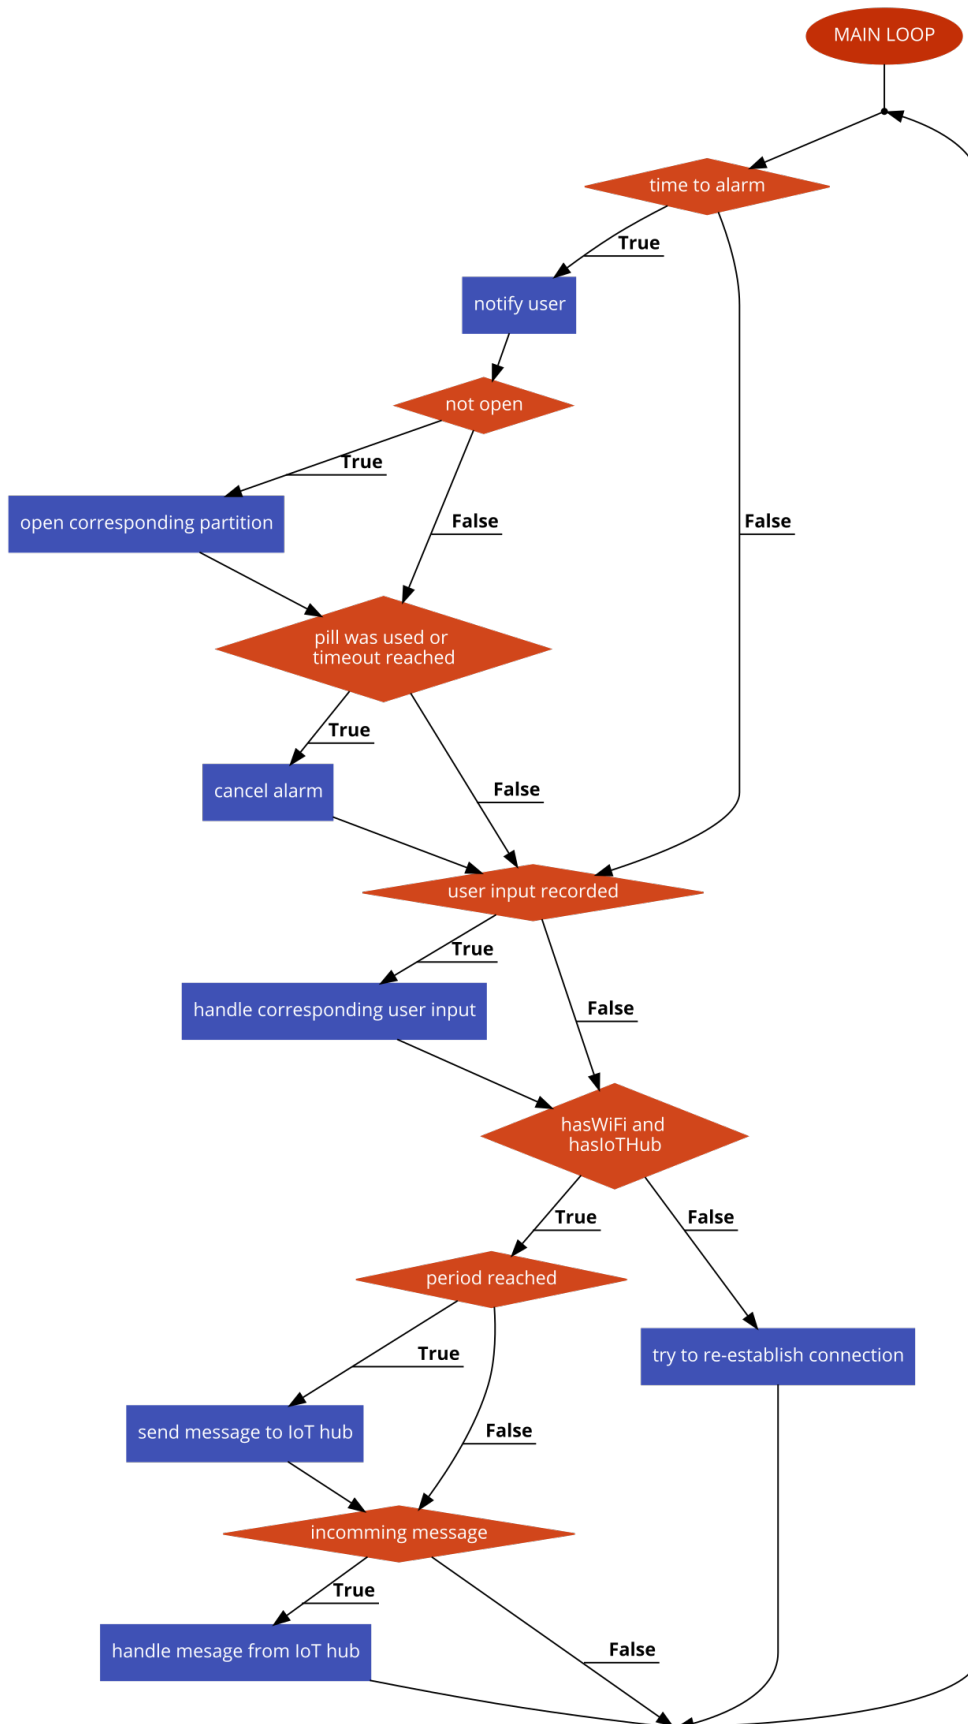 MAIN LOOP
time to alarm
True
notify user
not open
True
open corresponding partition
False
False
pill was used or
timeout reached
True
cancel alarm
False
user input recorded
True
handle corresponding user input
False
hasWiFi and
hasIoTHub
True
False
period reached
True
try to re-establish connection
send message to IoT hub
False
incomming message
True
handle mesage from IoT hub
False